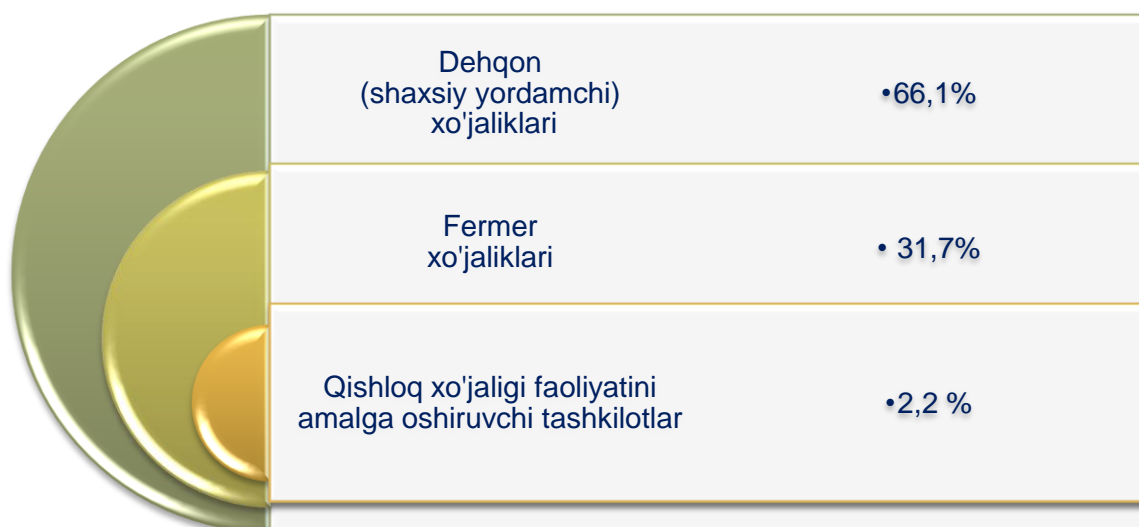 Dehqon
(shaxsiy yordamchi)
xo'jaliklari
•66,1%
Fermer
xo'jaliklari
• 31,7%
Qishloq xo'jaligi faoliyatini
amalga oshiruvchi tashkilotlar
•2,2 %